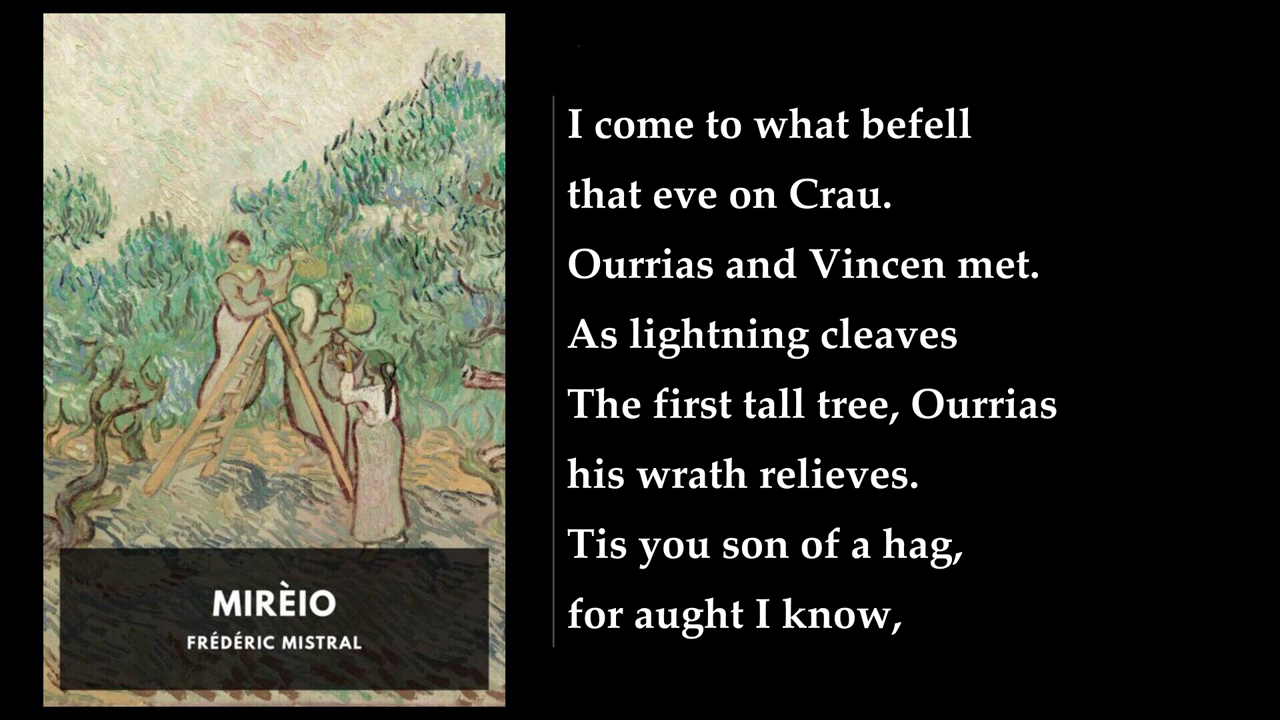 MIRÈIO
FRÉDÉRIC MISTRAL
I come to what befell
that eve on Crau.
Ourrias and Vincen met.
As lightning cleaves
The first tall tree, Ourrias
his wrath relieves.
Tis you son of a hag,
for aught I know,